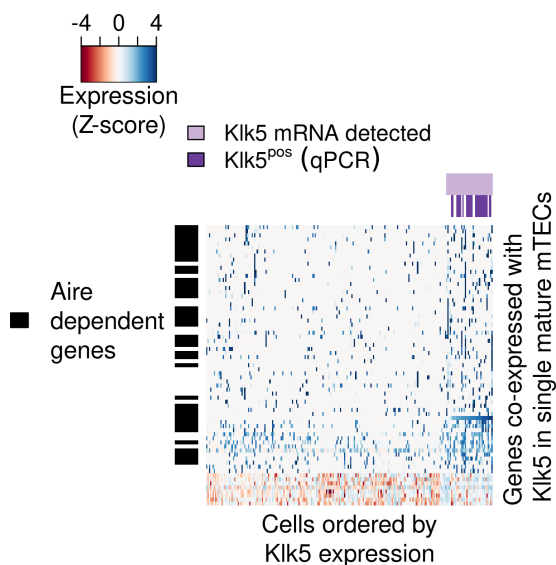 -4 0 4
Expression
(Z-score)
Klk5 mRNA detected
Klk5pos (qPCR)
Aire
dependent
genes
Genes co-expressed with
Klk5 in single mature mTECs
Cells ordered by
Klk5 expression